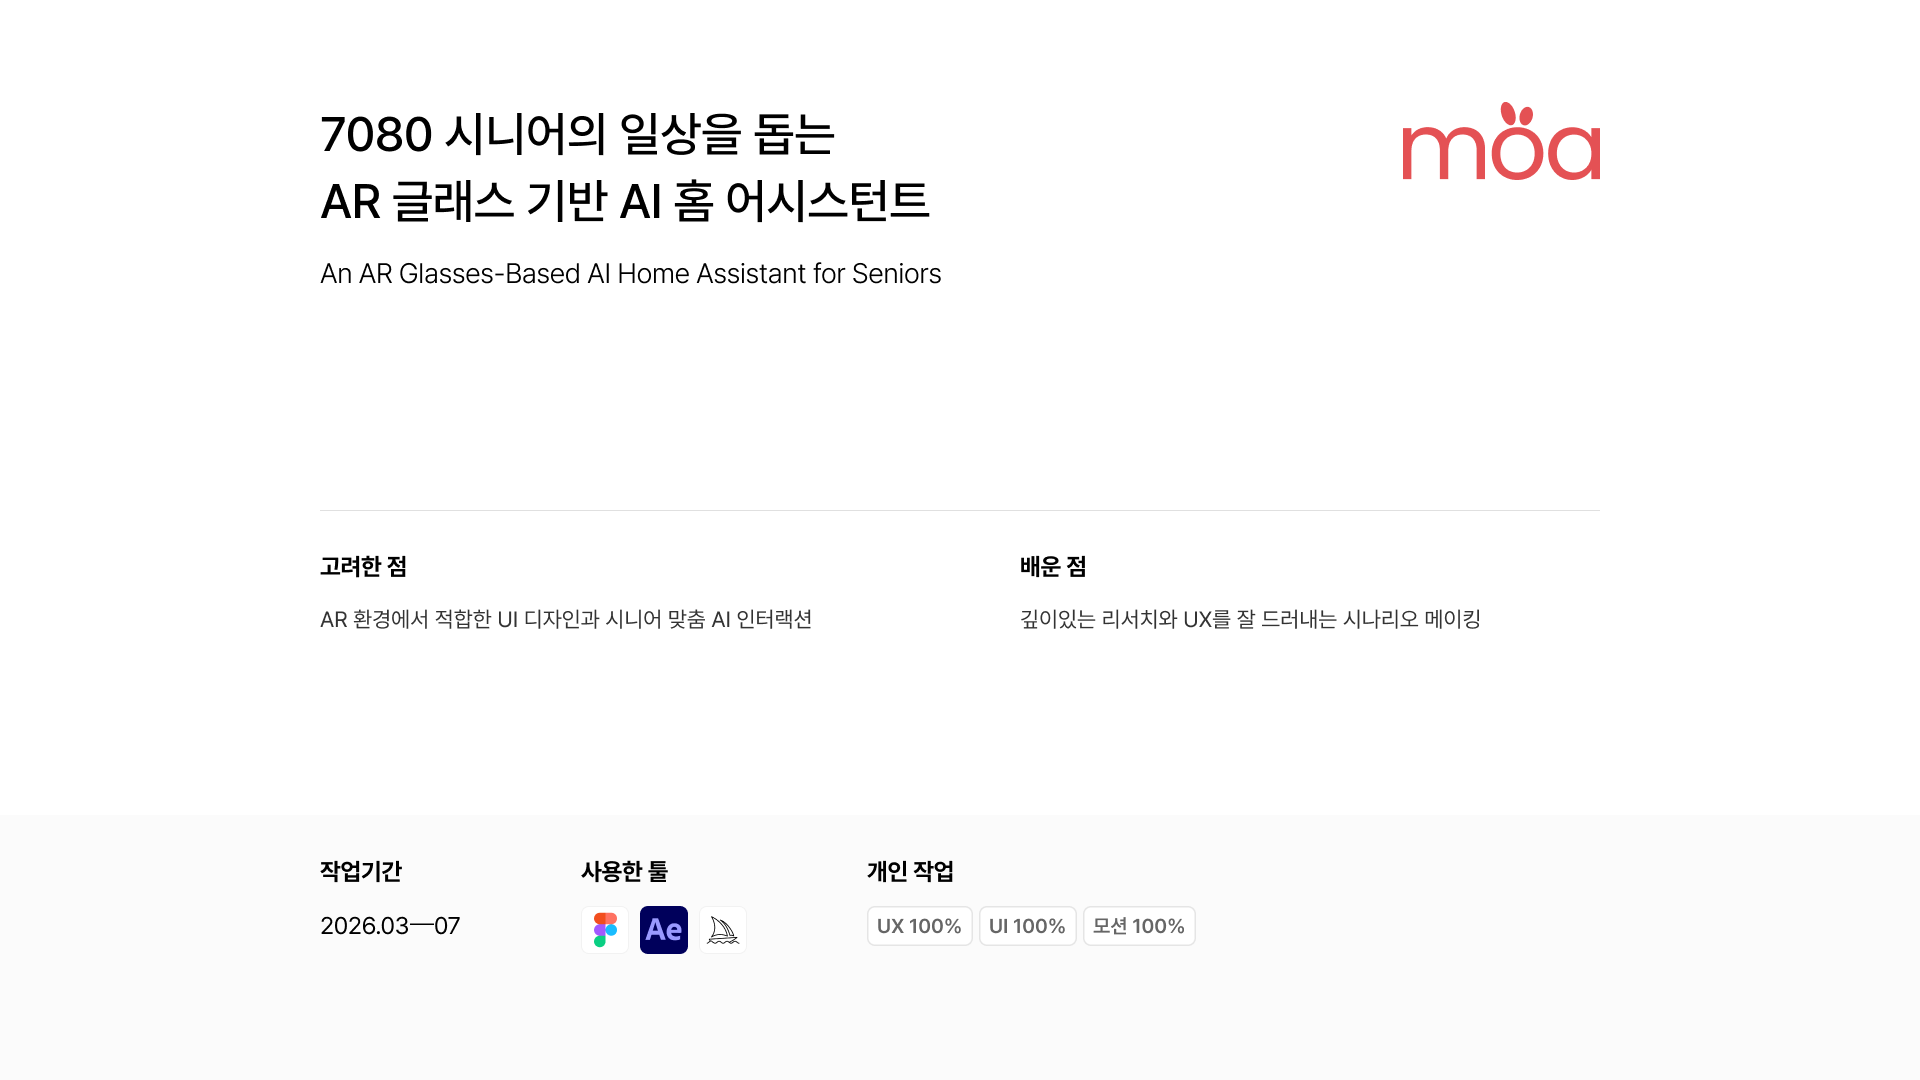 7080 시니어의 일상을 돕는
AR 글래스 기반 AI 홈 어시스턴트
An AR Glasses-Based AI Home Assistant for Seniors
möa
고려한 점
AR 환경에서 적합한 UI 디자인과 시니어 맞춤 AI 인터랙션
배운 점
깊이있는 리서치와 UX를 잘 드러내는 시나리오 메이킹
작업기간
2026.03—07
사용한 툴
Ae
개인 작업
UX 100%
UI 100%
모션 100%